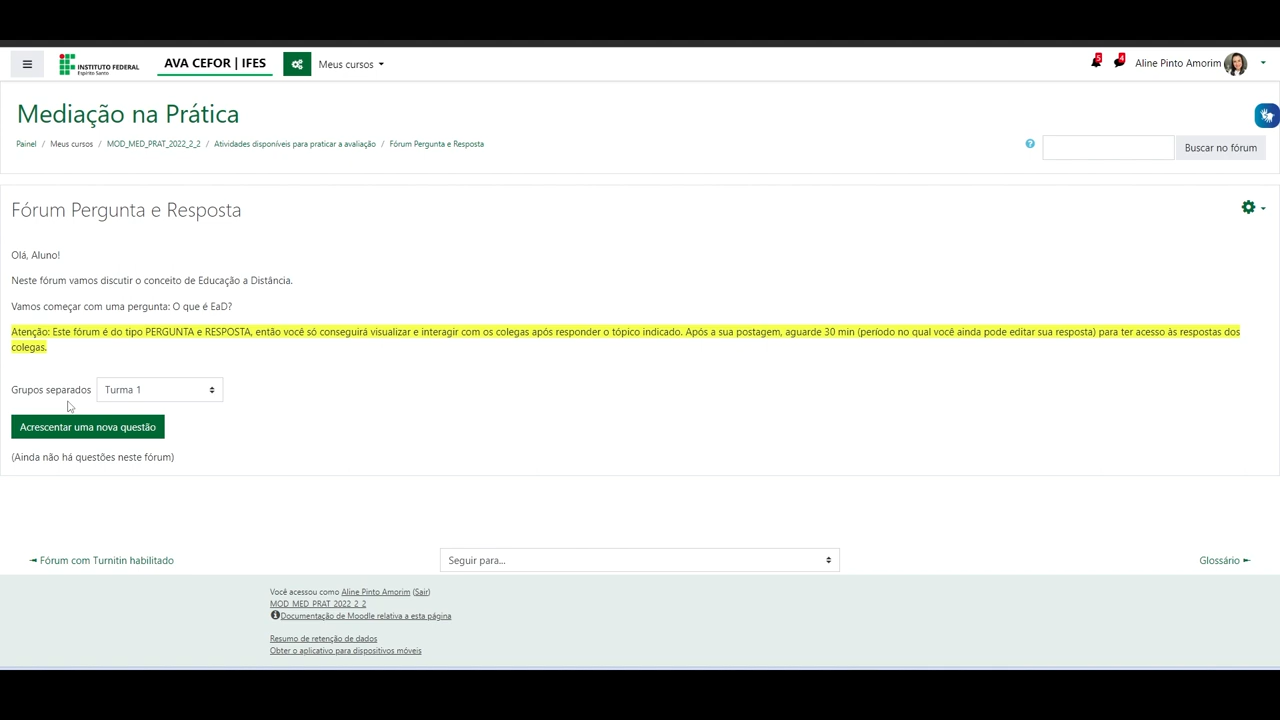 INSTITUTO FEDERAL
Espírito Santo
AVA CEFOR | IFES
Meus cursos
5
4
Aline Pinto Amorim
Mediação na Prática
Painel / Meus cursos / MOD_MED_PRAT_2022_2_2 / Atividades disponíveis para praticar a avaliação / Fórum Pergunta e Resposta
Buscar no fórum
Fórum Pergunta e Resposta
Olá, Aluno!
Neste fórum vamos discutir o conceito de Educação a Distância.
Vamos começar com uma pergunta: O que é EaD?
Atenção: Este fórum é do tipo PERGUNTA e RESPOSTA, então você só conseguirá visualizar e interagir com os colegas após responder o tópico indicado. Após a sua postagem, aguarde 30 min (período no qual você ainda pode editar sua resposta) para ter acesso às respostas dos
colegas.
Grupos separados Turma 1
Acrescentar uma nova questão
(Ainda não há questões neste fórum)
◄ Fórum com Turnitin habilitado
Seguir para...
Glossário ►
Você acessou como Aline Pinto Amorim (Sair)
MOD_MED_PRAT_2022_2_2
Documentação de Moodle relativa a esta página
Resumo de retenção de dados
Obter o aplicativo para dispositivos móveis